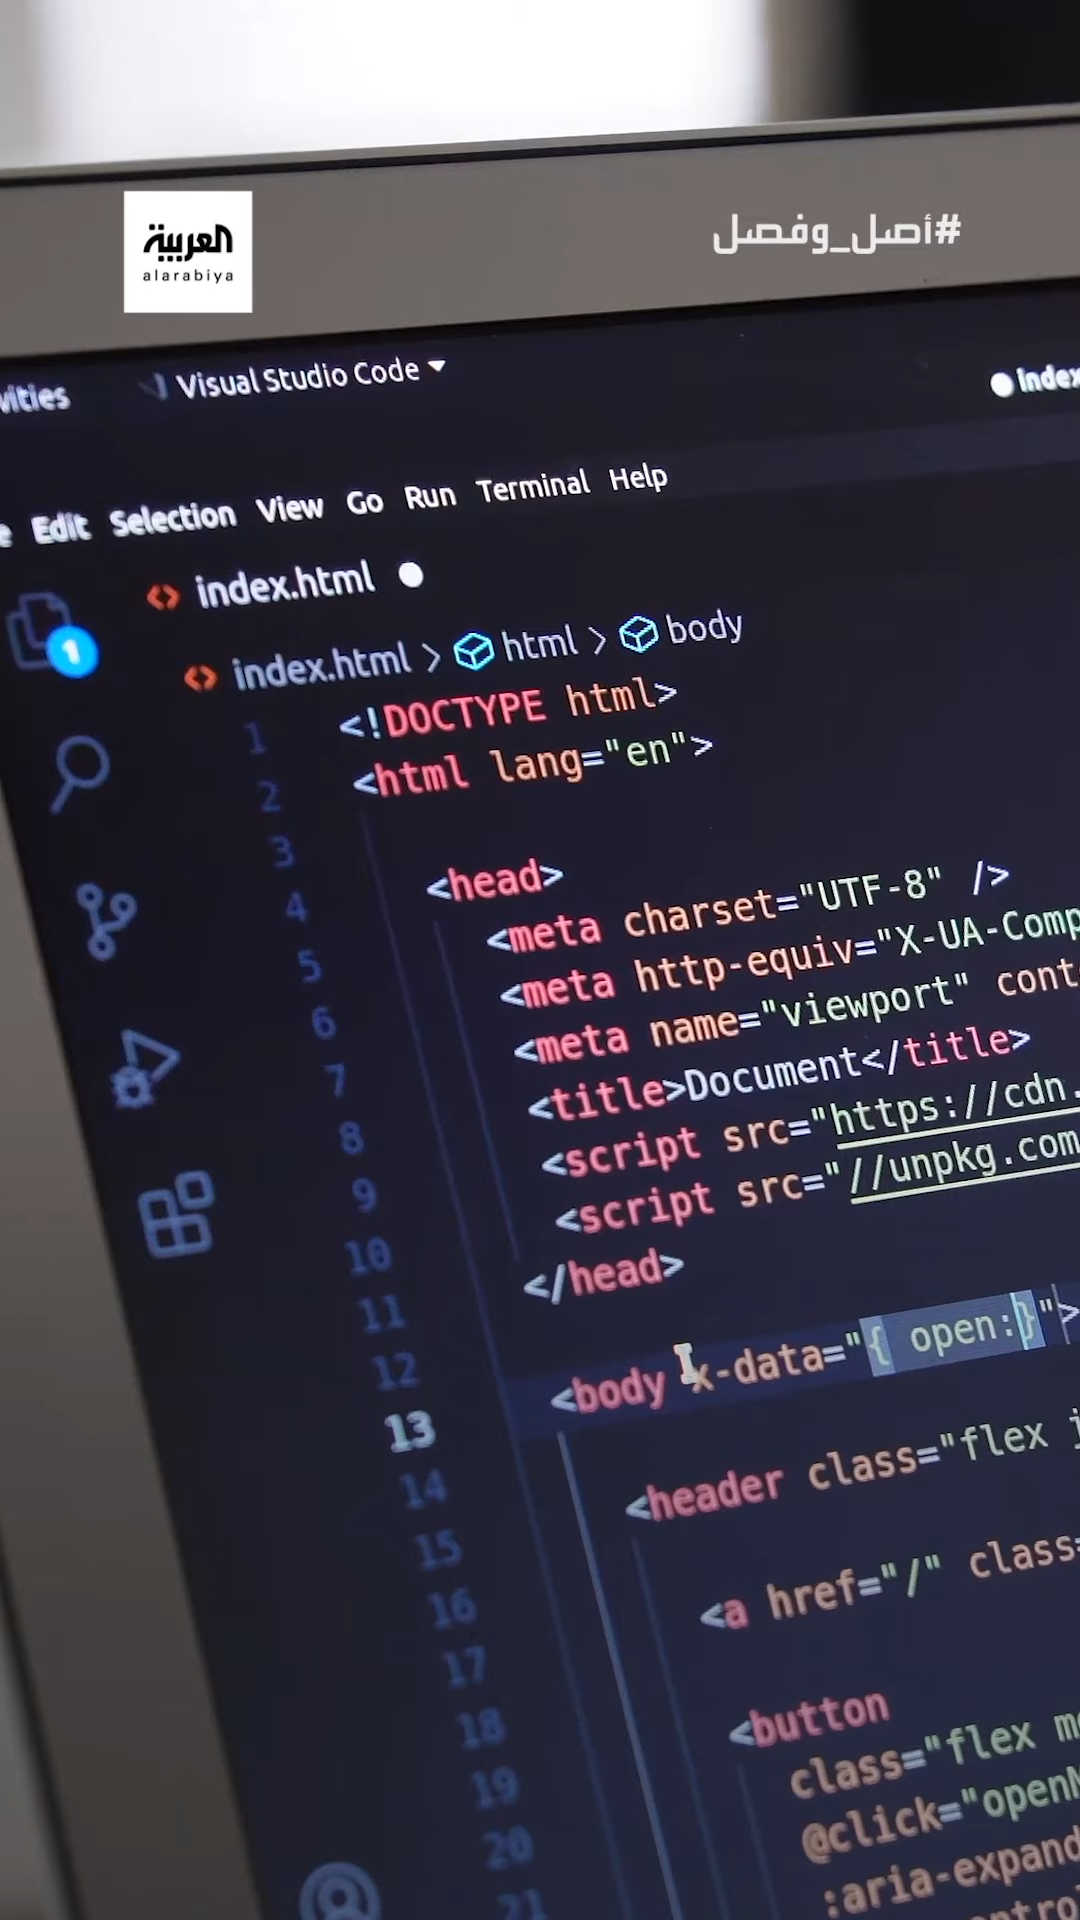 العربية
alarabiya
#أصل_وفصل
Visual Studio Code
Edit Selection View Go Run Terminal Help
index.html
index.html > html > body
1 <!DOCTYPE html>
2 <html lang="en">
3
4 <head>
5 <meta charset="UTF-8" />
6 <meta http-equiv="X-UA-Comp
7 <meta name="viewport" cont
8 <title>Document</title>
9 <script src="https://cdn.
10 <script src="//unpkg.com
11 </head>
12
13 <body x-data="{ open:}">
14
15 <header class="flex
16
17 <a href="/" class=
18
19 <button
20 class="flex
21 @click="open
:aria-expand